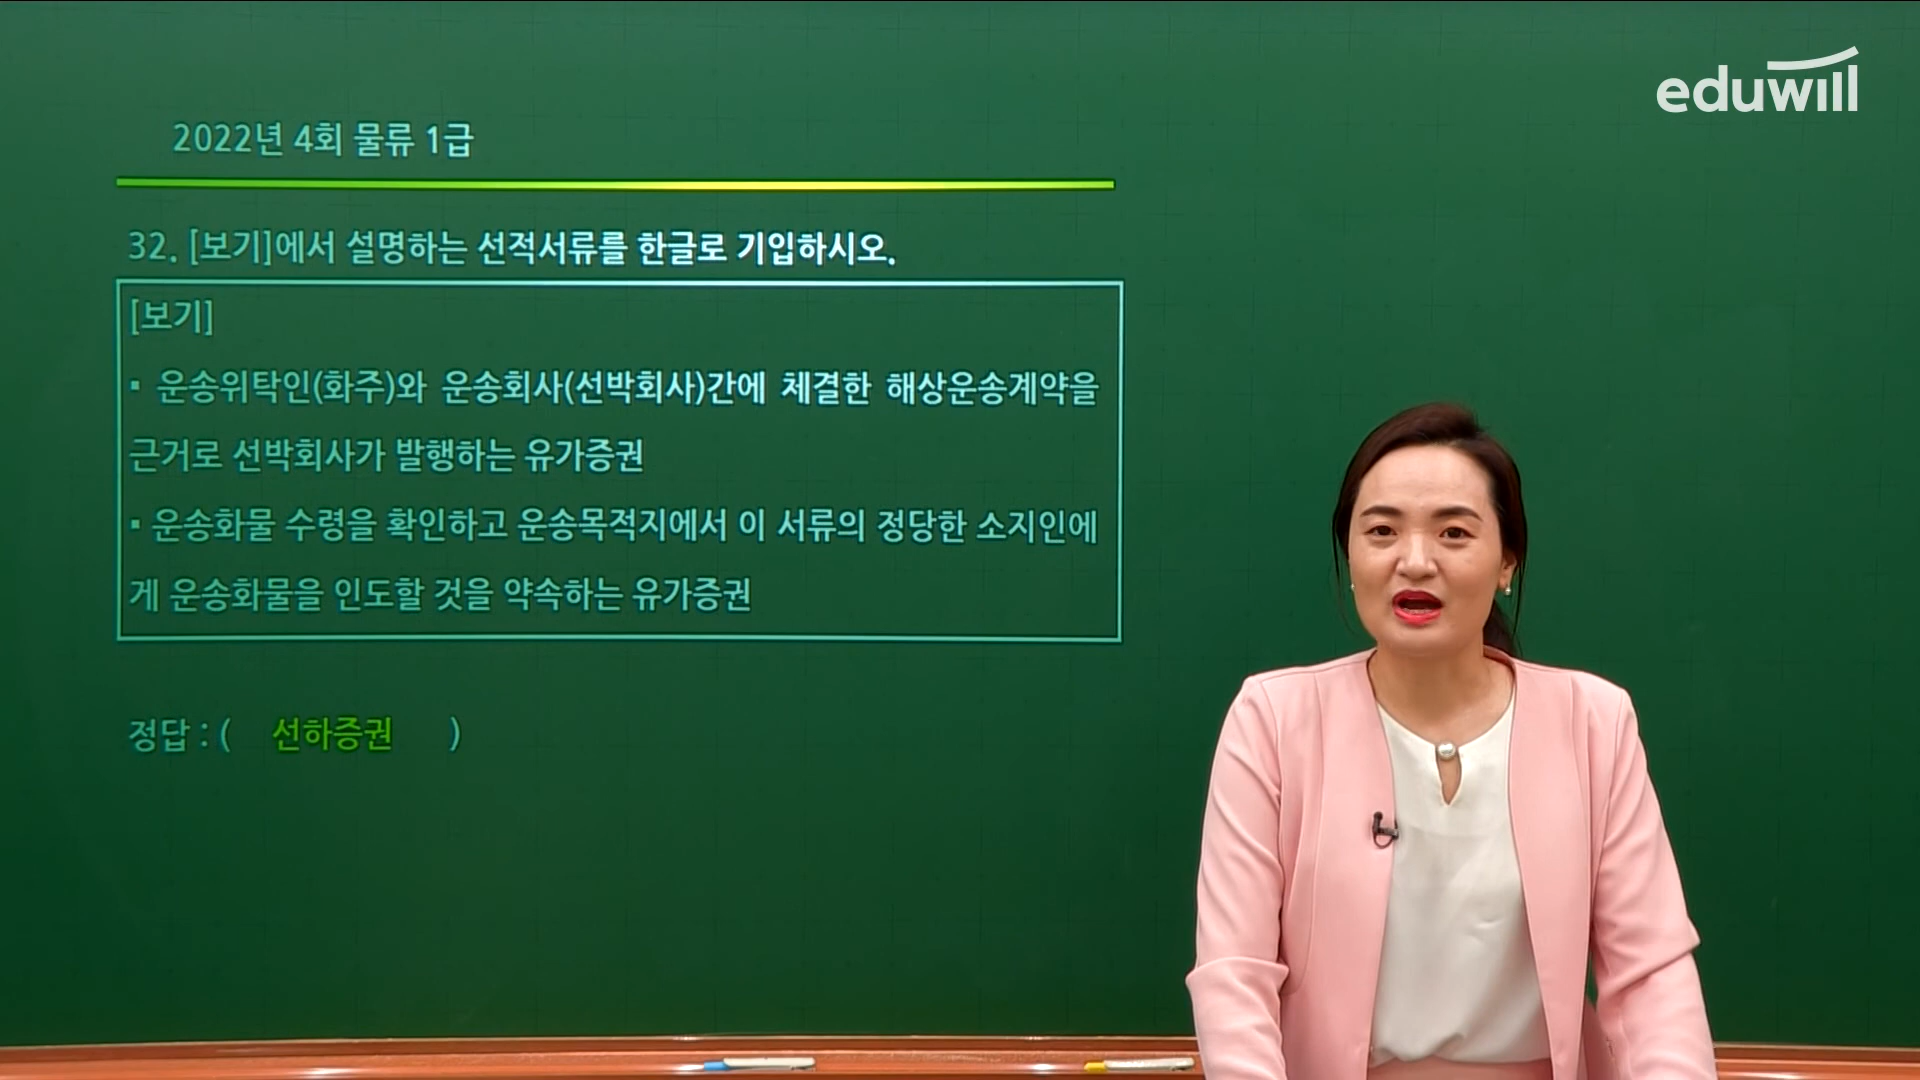 eduwill
2022년 4회 물류 1급
32. [보기]에서 설명하는 선적서류를 한글로 기입하시오.
[보기]
▪ 운송위탁인(화주)와 운송회사(선박회사)간에 체결한 해상운송계약을
근거로 선박회사가 발행하는 유가증권
▪ 운송화물 수령을 확인하고 운송목적지에서 이 서류의 정당한 소지인에
게 운송화물을 인도할 것을 약속하는 유가증권
정답 : ( 선하증권 )